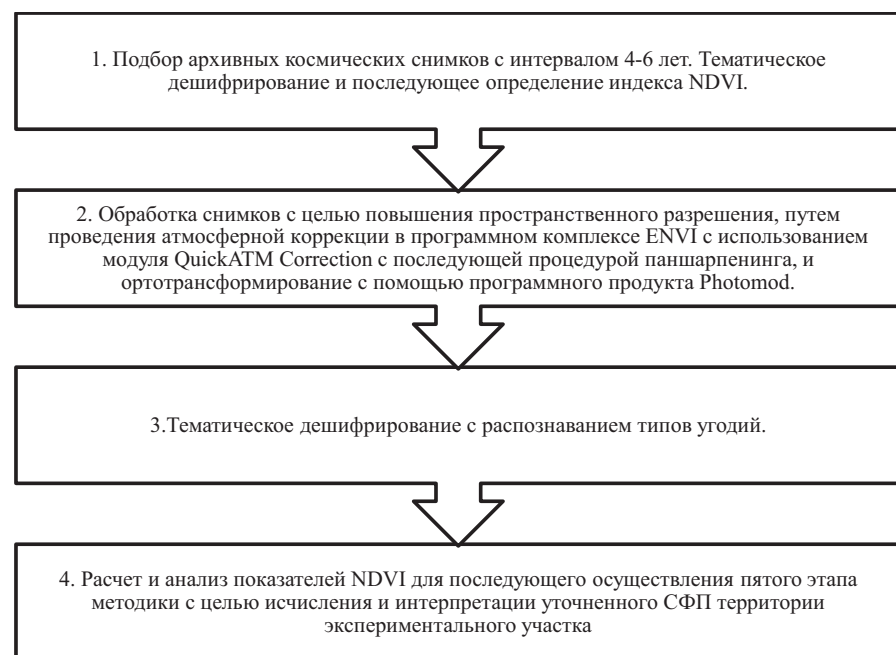 1. Подбор архивных космических снимков с интервалом 4-6 лет. Тематическое
дешифрирование и последующее определение индекса NDVI.
2. Обработка снимков с целью повышения пространственного разрешения, путем
проведения атмосферной коррекции в программном комплексе ENVI с использованием
модуля QuickATM Correction с последующей процедурой паншарпенинга, и
ортотрансформирование с помощью программного продукта Photomod.
3.Тематическое дешифрирование с распознаванием типов угодий.
4. Расчет и анализ показателей NDVI для последующего осуществления пятого этапа
методики с целью исчисления и интерпретации уточненного СФП территории
экспериментального участка